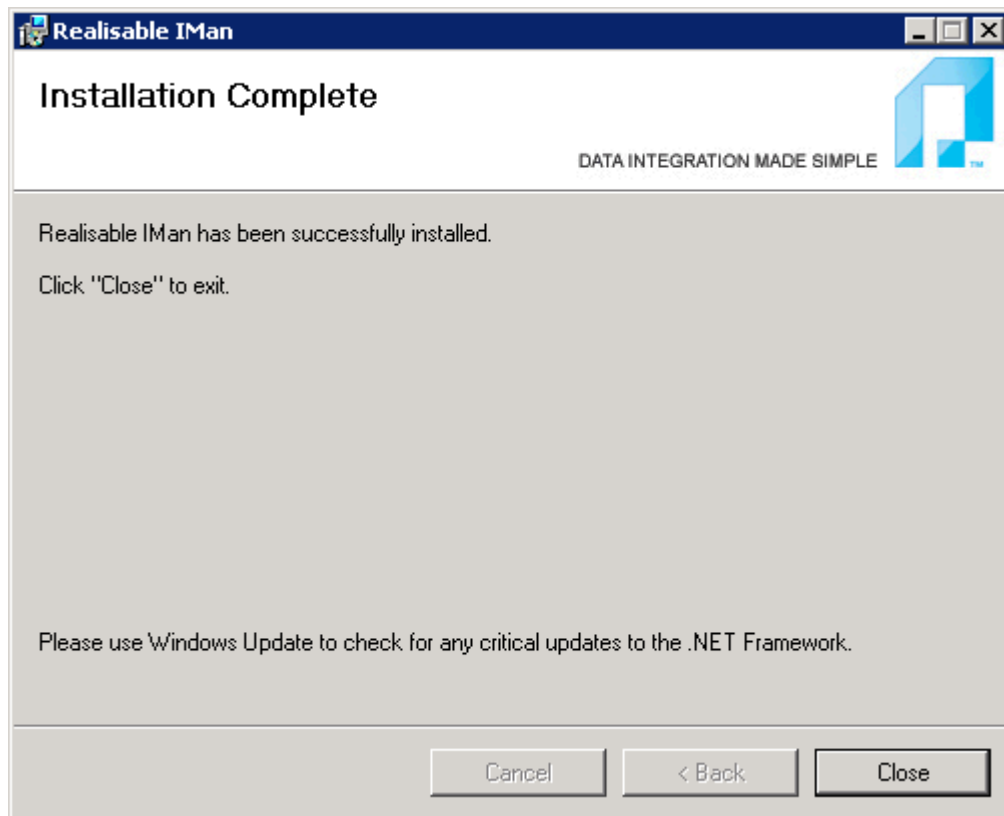 Realisable IMan
Installation Complete
DATA INTEGRATION MADE SIMPLE
TM
Realisable IMan has been successfully installed.
Click "Close" to exit.
Please use Windows Update to check for any critical updates to the .NET Framework.
Cancel
< Back
Close